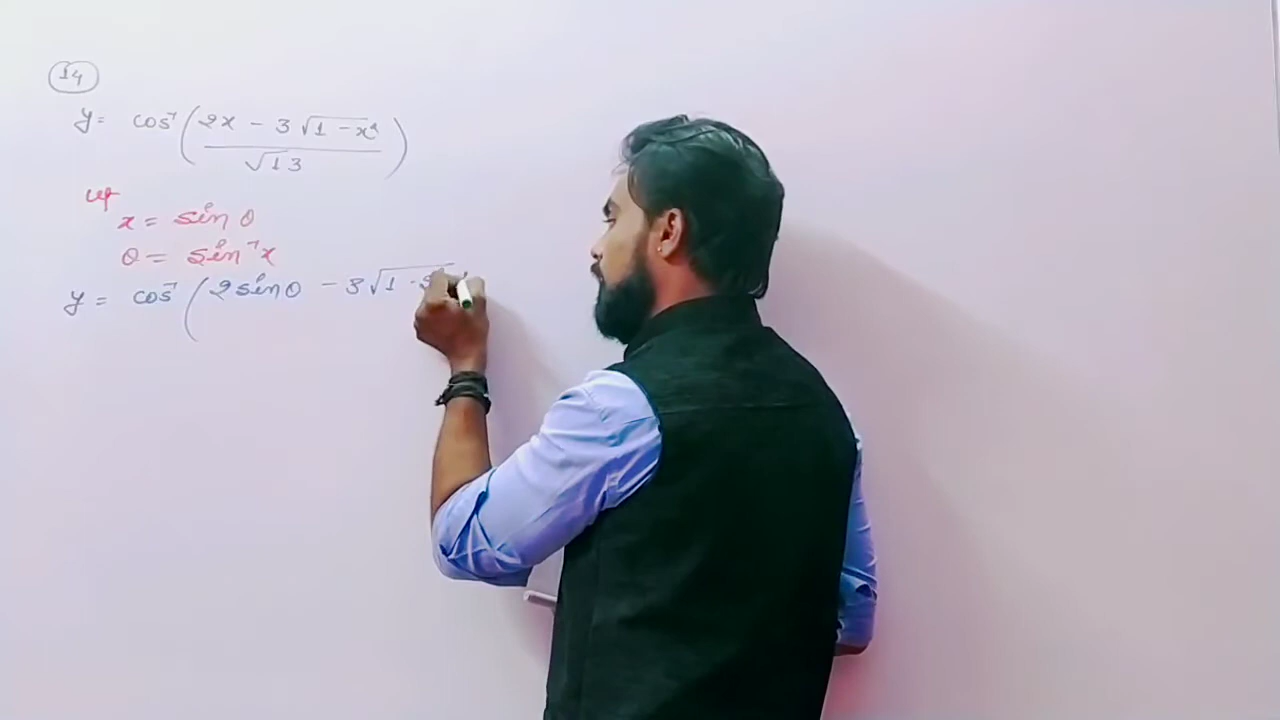 14
y = cos⁻¹ (2x - 3 √1 - x² / √13)
let
x = sin θ
θ = sin⁻¹ x
y = cos⁻¹ (2 sin θ - 3 √1 - s